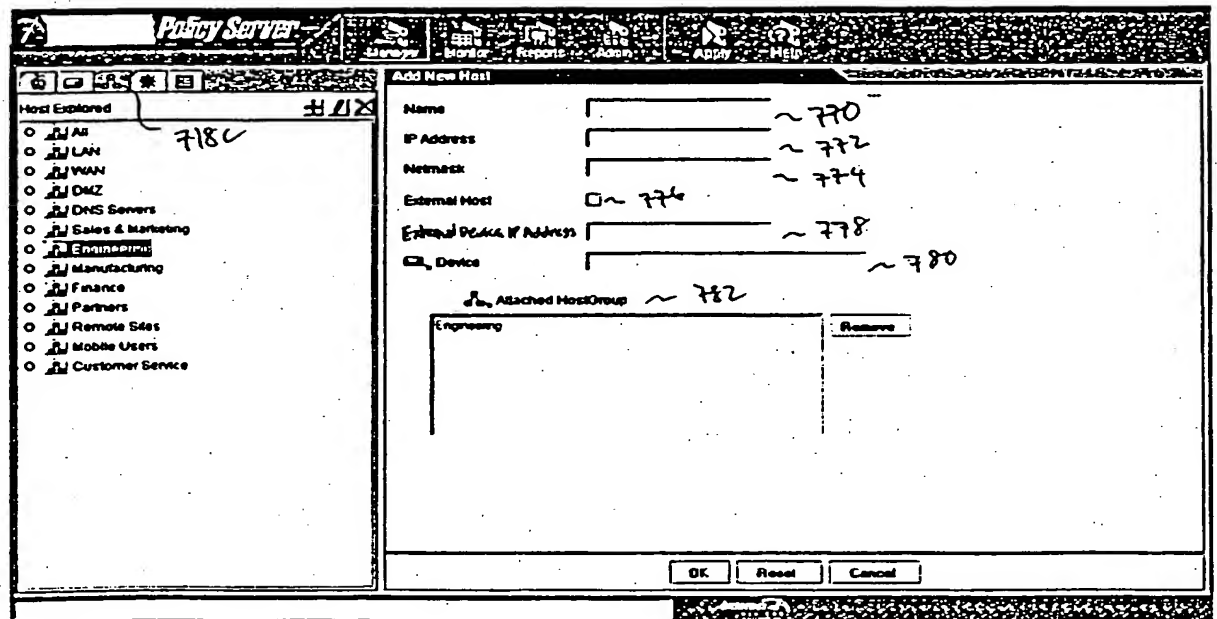 Policy Server
Manager Monitor Reports Admin Apply Help
Add New Host
Host Explored
718C
All
LAN
WAN
DMZ
DNS Servers
Sales & Marketing
Engineering
Manufacturing
Finance
Partners
Remote Sites
Mobile Users
Customer Service
Name ~ 770
IP Address ~ 772
Netmask ~ 774
External Host ~ 776
External Device IP Address ~ 778
Device ~ 780
Attached HostGroup ~ 782
Engineering
Remove
OK Reset Cancel